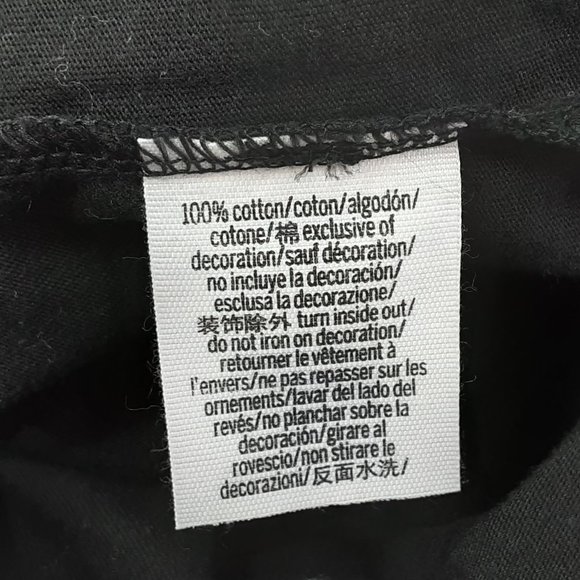 100% cotton/coton/algodón/
cotone/棉 exclusive of
decoration/sauf décoration/
no incluye la decoración/
esclusa la decorazione/
装饰除外 turn inside out/
do not iron on decoration/
retourner le vêtement à
l'envers/ne pas repasser sur les
ornements/lavar del lado del
revés/no planchar sobre la
decoración/girare al
rovescio/non stirare le
decorazioni/反面水洗/